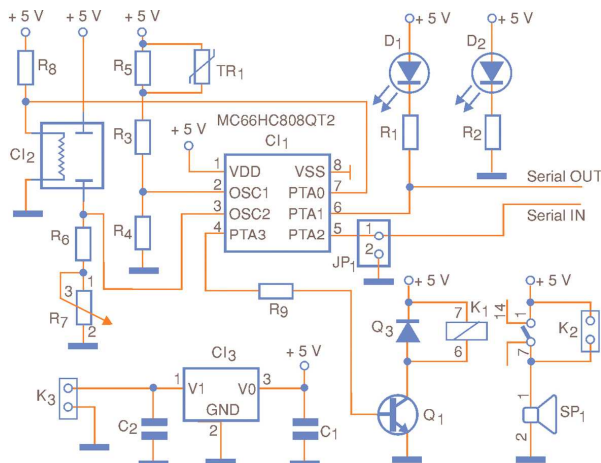 + 5 V
+ 5 V
+ 5 V
+ 5 V
+ 5 V
D1
D2
R8
R5
TR1
MC66HC808QT2
CI1
R3
R1
R2
+ 5 V
CI2
1 VDD VSS 8
2 OSC1 PTA0 7
3 OSC2 PTA1 6
4 PTA3 PTA2 5
Serial OUT
Serial IN
R6
R4
1
2
JP1
1
3
R7
2
R9
+ 5 V
+ 5 V
K1
7
6
Q3
14
1
7
K2
CI3
+ 5 V
K3
1 V1 V0 3
GND
2
C2
C1
Q1
1
SP1
2